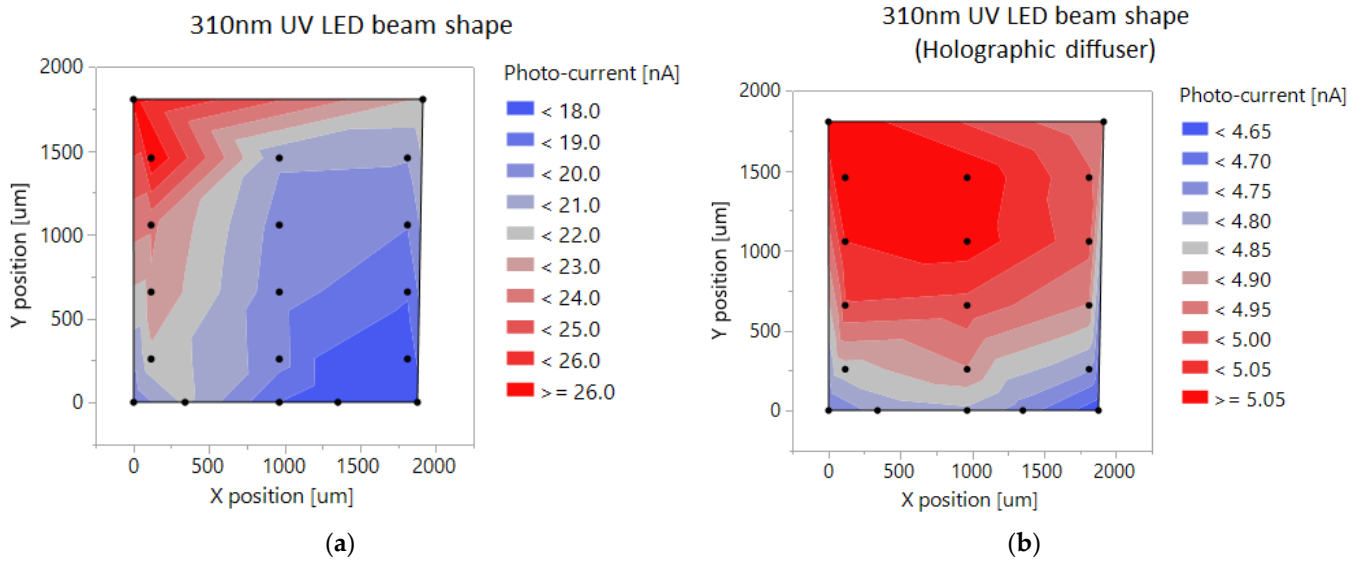 310nm UV LED beam shape
2000
1500
1000
500
0
Y position [um]
0 500 1000 1500 2000
X position [um]
Photo-current [nA]
< 18.0
< 19.0
< 20.0
< 21.0
< 22.0
< 23.0
< 24.0
< 25.0
< 26.0
>= 26.0
(a)
310nm UV LED beam shape
(Holographic diffuser)
2000
1500
1000
500
0
Y position [um]
0 500 1000 1500 2000
X position [um]
Photo-current [nA]
< 4.65
< 4.70
< 4.75
< 4.80
< 4.85
< 4.90
< 4.95
< 5.00
< 5.05
>= 5.05
(b)